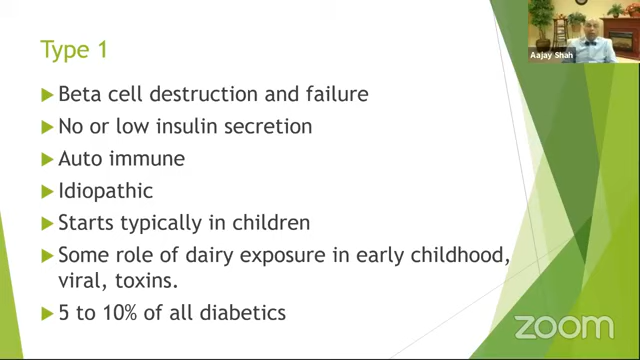 Type 1
Aajay Shah
Beta cell destruction and failure
No or low insulin secretion
Auto immune
Idiopathic
Starts typically in children
Some role of dairy exposure in early childhood,
viral, toxins.
5 to 10% of all diabetics
zoom